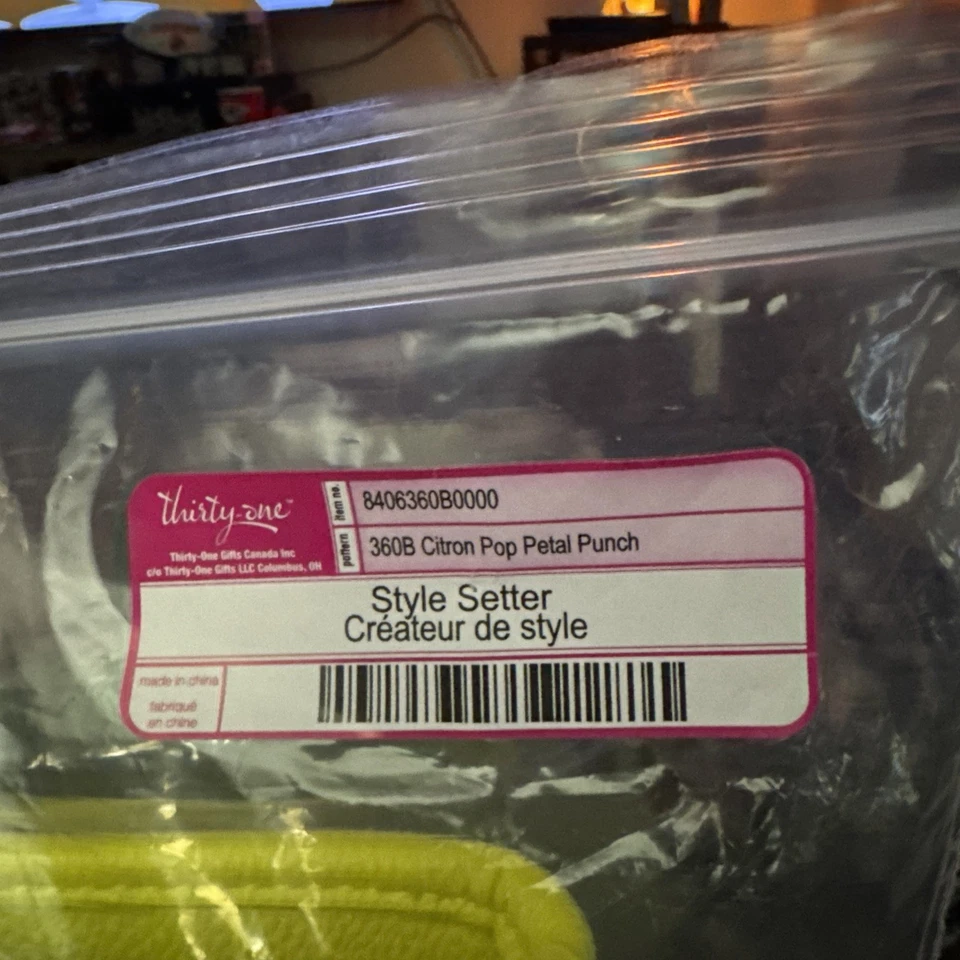 thirty-one™
Thirty-One Gifts Canada Inc
c/o Thirty-One Gifts LLC Columbus, OH
item no.
8406360B0000
pattern
360B Citron Pop Petal Punch
Style Setter
Créateur de style
made in china
fabriqué
en chine